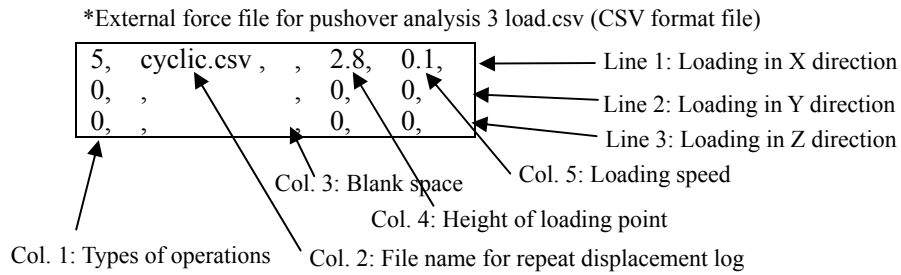 *External force file for pushover analysis 3 load.csv (CSV format file)
5, cyclic.csv , , 2.8, 0.1,
Line 1: Loading in X direction
0, , , 0, 0,
Line 2: Loading in Y direction
0, , , 0, 0,
Line 3: Loading in Z direction
Col. 3: Blank space
Col. 5: Loading speed
Col. 4: Height of loading point
Col. 1: Types of operations
Col. 2: File name for repeat displacement log